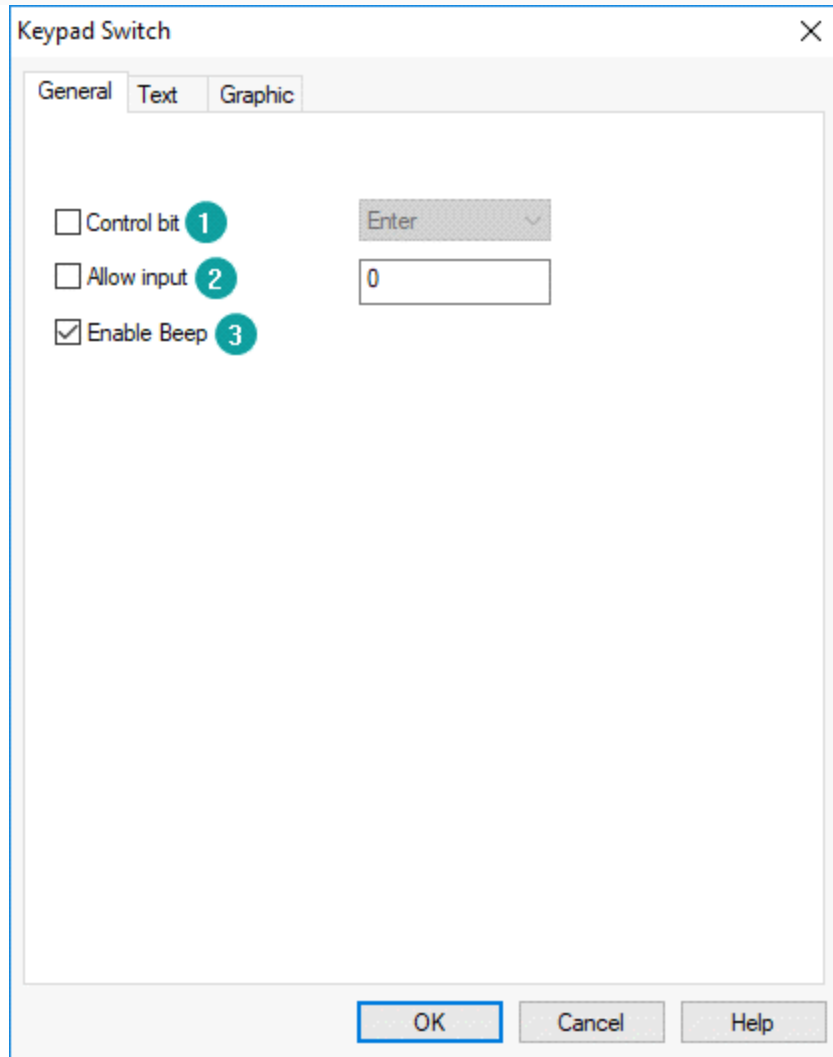 Keypad Switch
General Text Graphic
Control bit 1 Enter
Allow input 2 0
Enable Beep 3
OK Cancel Help